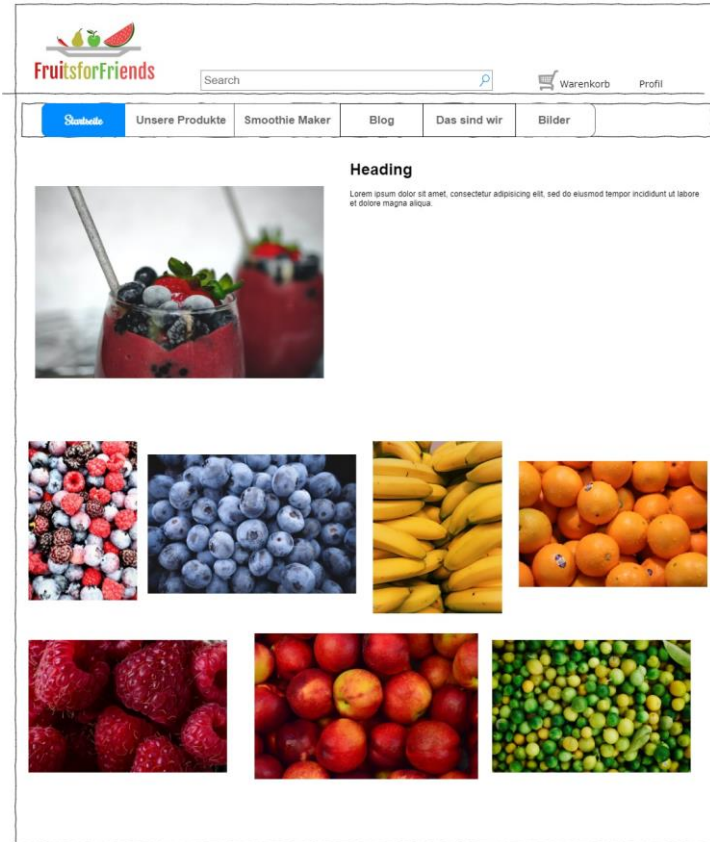 FruitsforFriends
Search
Warenkorb
Profil
Startseite
Unsere Produkte
Smoothie Maker
Blog
Das sind wir
Bilder
Heading
Lorem ipsum dolor sit amet, consectetur adipisicing elit, sed do eiusmod tempor incididunt ut labore
et dolore magna aliqua.